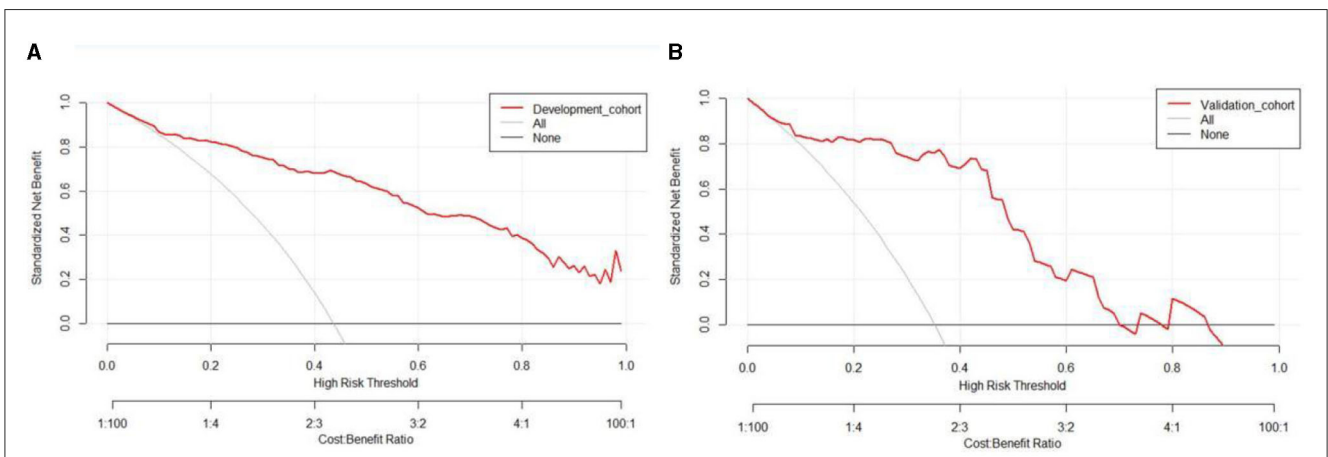 A
Standardized Net Benefit
1.0
0.8
0.6
0.4
0.2
0.0
Development_cohort
All
None
0.0 0.2 0.4 0.6 0.8 1.0
High Risk Threshold
1:100 1:4 2:3 3:2 4:1 100:1
Cost:Benefit Ratio
B
Standardized Net Benefit
1.0
0.8
0.6
0.4
0.2
0.0
Validation_cohort
All
None
0.0 0.2 0.4 0.6 0.8 1.0
High Risk Threshold
1:100 1:4 2:3 3:2 4:1 100:1
Cost:Benefit Ratio